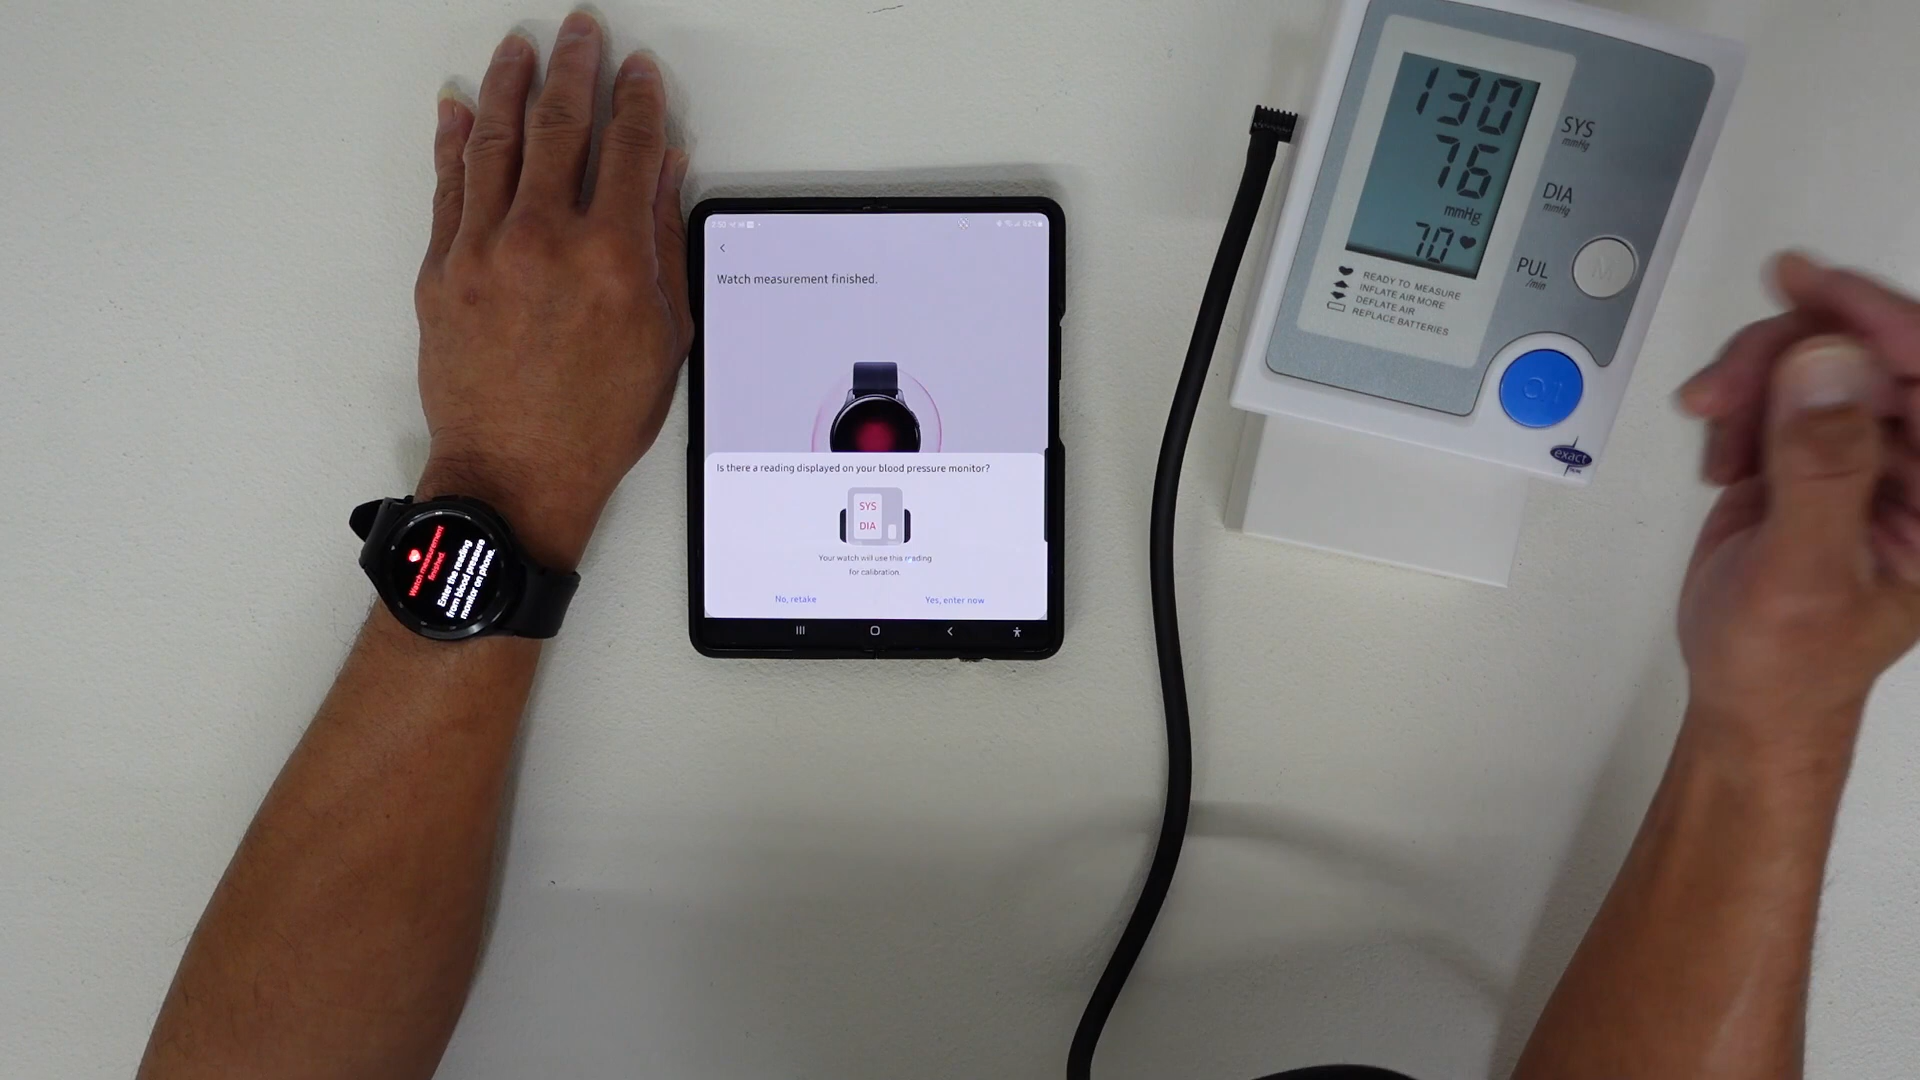 Watch measurement
finished.
Enter the reading
from blood pressure
monitor on phone.
Watch measurement finished.
Is there a reading displayed on your blood pressure monitor?
SYS
DIA
Your watch will use this reading
for calibration.
No, retake
Yes, enter now
130
76
mmHg
70
SYS
mmHg
DIA
mmHg
PUL
/min
M
READY TO MEASURE
INFLATE AIR MORE
DEFLATE AIR
REPLACE BATTERIES
exact